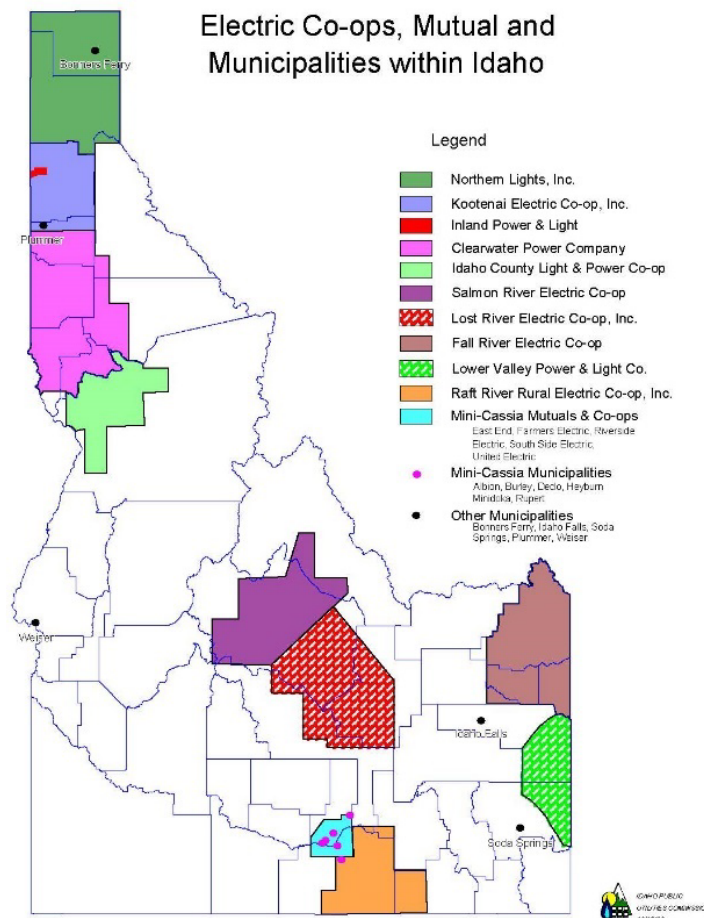 Electric Co-ops, Mutual and
Municipalities within Idaho
Bonners Ferry
Legend
Northern Lights, Inc.
Kootenai Electric Co-op, Inc.
Inland Power & Light
Plummer
Clearwater Power Company
Idaho County Light & Power Co-op
Salmon River Electric Co-op
Lost River Electric Co-op, Inc.
Fall River Electric Co-op
Lower Valley Power & Light Co.
Raft River Rural Electric Co-op, Inc.
Mini-Cassia Mutuals & Co-ops
East End, Farmers Electric, Riverside
Electric, South Side Electric,
United Electric
Mini-Cassia Municipalities
Albion, Burley, Declo, Heyburn
Minidoka, Rupert
Other Municipalities
Bonners Ferry, Idaho Falls, Soda
Springs, Plummer, Weiser
Weiser
Idaho Falls
Soda Springs
IDAHO PUBLIC
UTILITIES COMMISSION